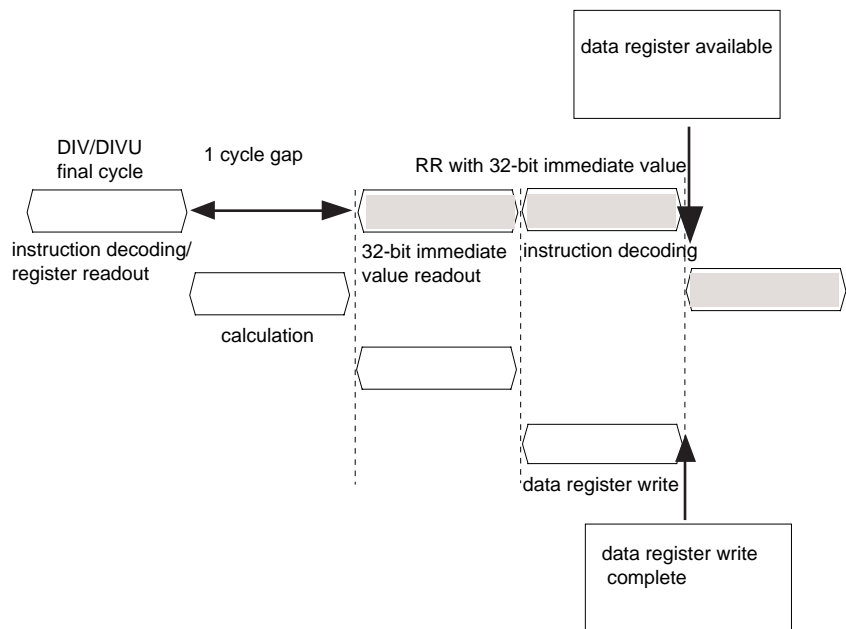 data register available
DIV/DIVU
final cycle
1 cycle gap
RR with 32-bit immediate value
instruction decoding/
register readout
32-bit immediate
value readout
instruction decoding
calculation
data register write
data register write
complete